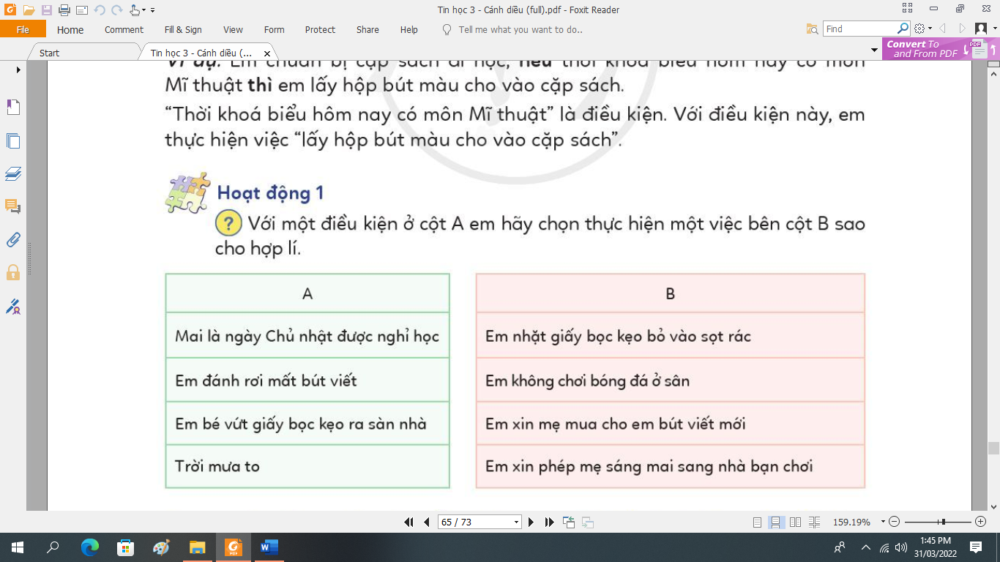 Tin học 3 - Cánh diều (full).pdf - Foxit Reader
File Home Comment Fill & Sign View Form Protect Share Help Tell me what you want to do.. Find
Start Tin học 3 - Cánh diều (... x Convert To and From PDF PDF
Ví dụ: Em chuẩn bị cặp sách đi học, nếu thời khoá biểu hôm nay có môn
Mĩ thuật thì em lấy hộp bút màu cho vào cặp sách.
“Thời khoá biểu hôm nay có môn Mĩ thuật” là điều kiện. Với điều kiện này, em
thực hiện việc “lấy hộp bút màu cho vào cặp sách”.
Hoạt động 1
? Với một điều kiện ở cột A em hãy chọn thực hiện một việc bên cột B sao
cho hợp lí.
A B
Mai là ngày Chủ nhật được nghỉ học Em nhặt giấy bọc kẹo bỏ vào sọt rác
Em đánh rơi mất bút viết Em không chơi bóng đá ở sân
Em bé vứt giấy bọc kẹo ra sàn nhà Em xin mẹ mua cho em bút viết mới
Trời mưa to Em xin phép mẹ sáng mai sang nhà bạn chơi
65 / 73 159.19%
1:45 PM
31/03/2022